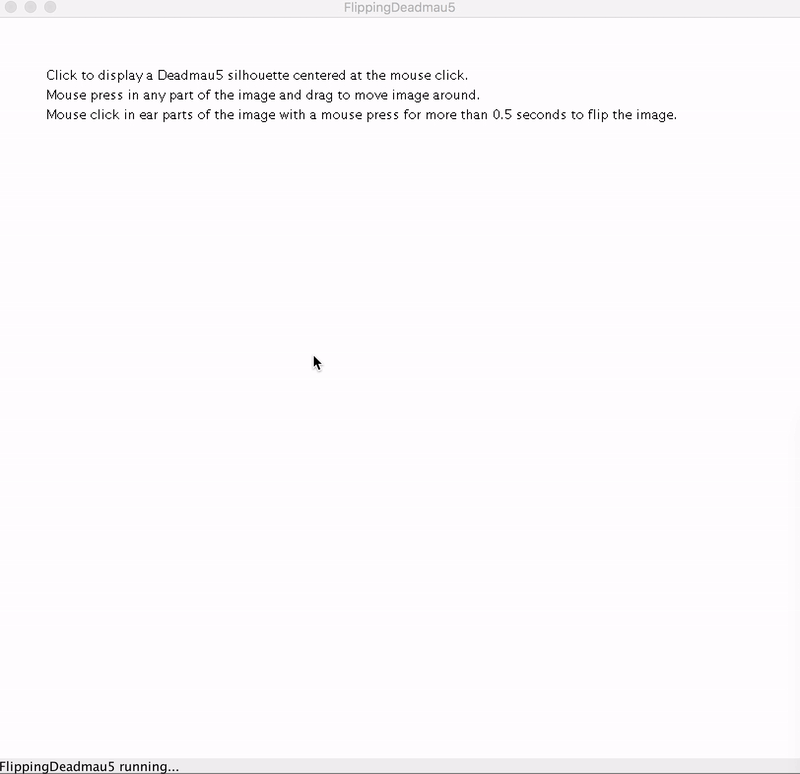 FlippingDeadmau5
Click to display a Deadmau5 silhouette centered at the mouse click.
Mouse press in any part of the image and drag to move image around.
Mouse click in ear parts of the image with a mouse press for more than 0.5 seconds to flip the image.
FlippingDeadmau5 running...